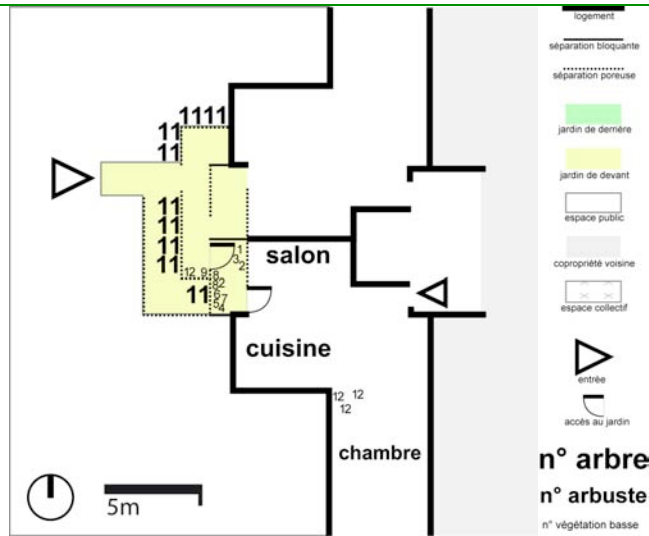 1111
11
11
11
11
11
11
salon
1
3
2
12 9
8
82
6
7
5
4
11
cuisine
12 12
12
chambre
5m
logement
séparation bloquante
séparation poreuse
jardin de derrière
jardin de devant
espace public
copropriété voisine
espace collectif
entrée
accès au jardin
n° arbre
n° arbuste
n° végétation basse